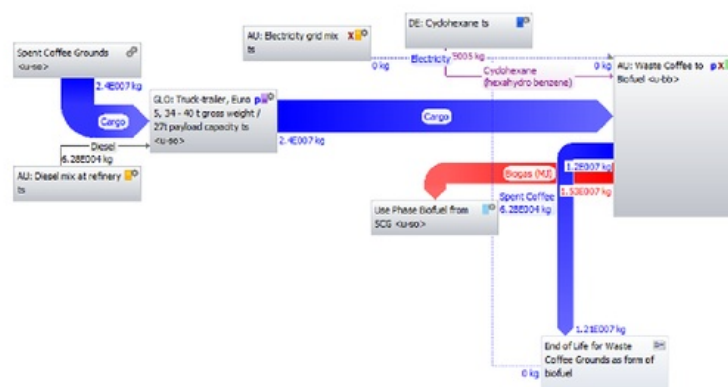 AU: Electricity grid mix
ts
DE: Cyclohexane ts
Spent Coffee Grounds
<u-so>
0 kg
Electricity
9005 kg
0 kg
AU: Waste Coffee to
Biofuel <u-bb>
Cyclohexane
(hexahydro benzene)
2.4E007 kg
Cargo
GLO: Truck-trailer, Euro
5, 34 - 40 t gross weight /
27t payload capacity ts
<u-so>
Cargo
2.4E007 kg
Diesel
6.28E004 kg
AU: Diesel mix at refinery
ts
Biogas (MJ)
1.2E007 kg
1.53E007 kg
Spent Coffee
6.28E004 kg
Use Phase Biofuel from
SCG <u-so>
1.21E007 kg
End of Life for Waste
Coffee Grounds as form of
biofuel
0 kg